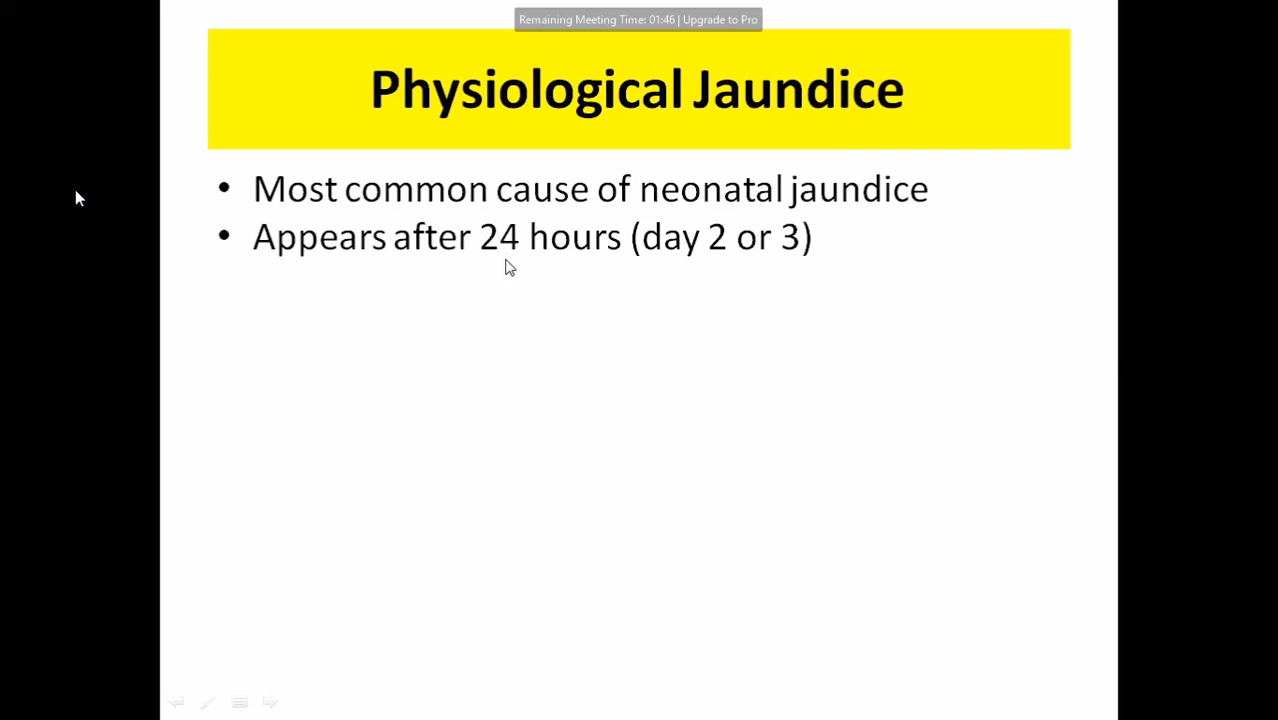 Remaining Meeting Time: 01:46 | Upgrade to Pro
Physiological Jaundice
• Most common cause of neonatal jaundice
• Appears after 24 hours (day 2 or 3)